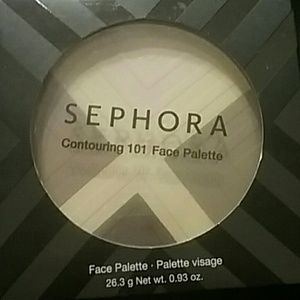 SEPHORA
Contouring 101 Face Palette
Face Palette · Palette visage
26.3 g Net wt. 0.93 oz.